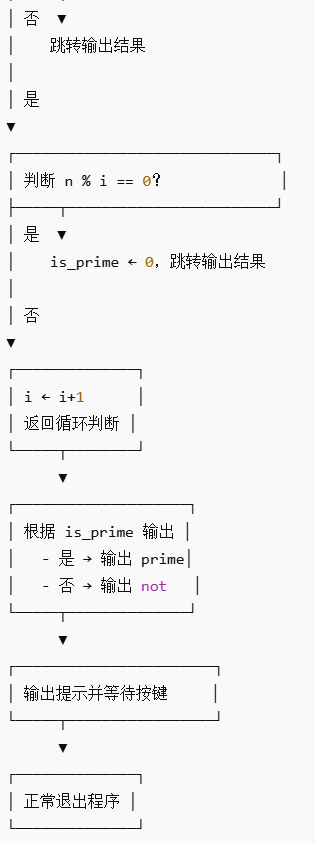 否 ▼
跳转输出结果
是
▼
判断 n % i == 0?
是 ▼
is_prime ← 0，跳转输出结果
否
▼
i ← i+1
返回循环判断
▼
根据 is_prime 输出
- 是 → 输出 prime
- 否 → 输出 not
▼
输出提示并等待按键
▼
正常退出程序